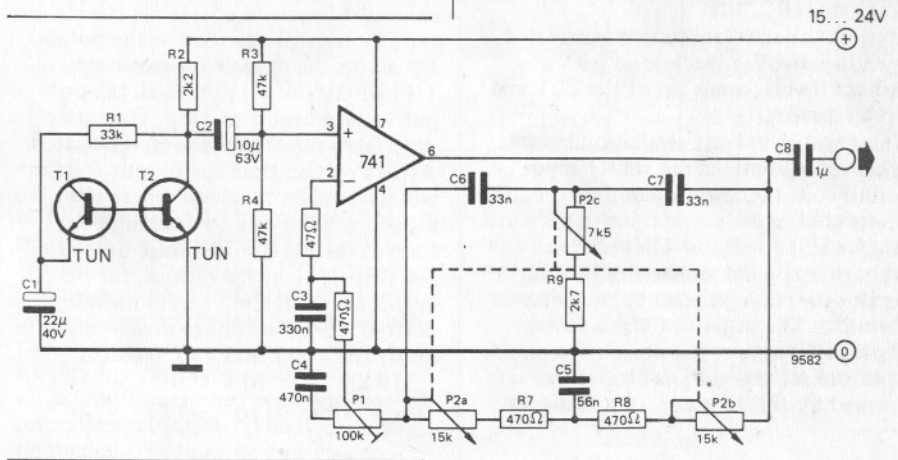 15... 24V
+
R2
2k2
R3
47k
R1
33k
C2
10µ
63V
3
+
7
741
6
2
-
4
T1
T2
TUN
TUN
R4
47k
470Ω
C6
33n
P2c
7k5
C7
33n
C8
1µ
C1
22µ
40V
C3
330n
470Ω
R9
2k7
0
9582
C4
470n
P1
100k
P2a
15k
C5
56n
R7
470Ω
R8
470Ω
P2b
15k